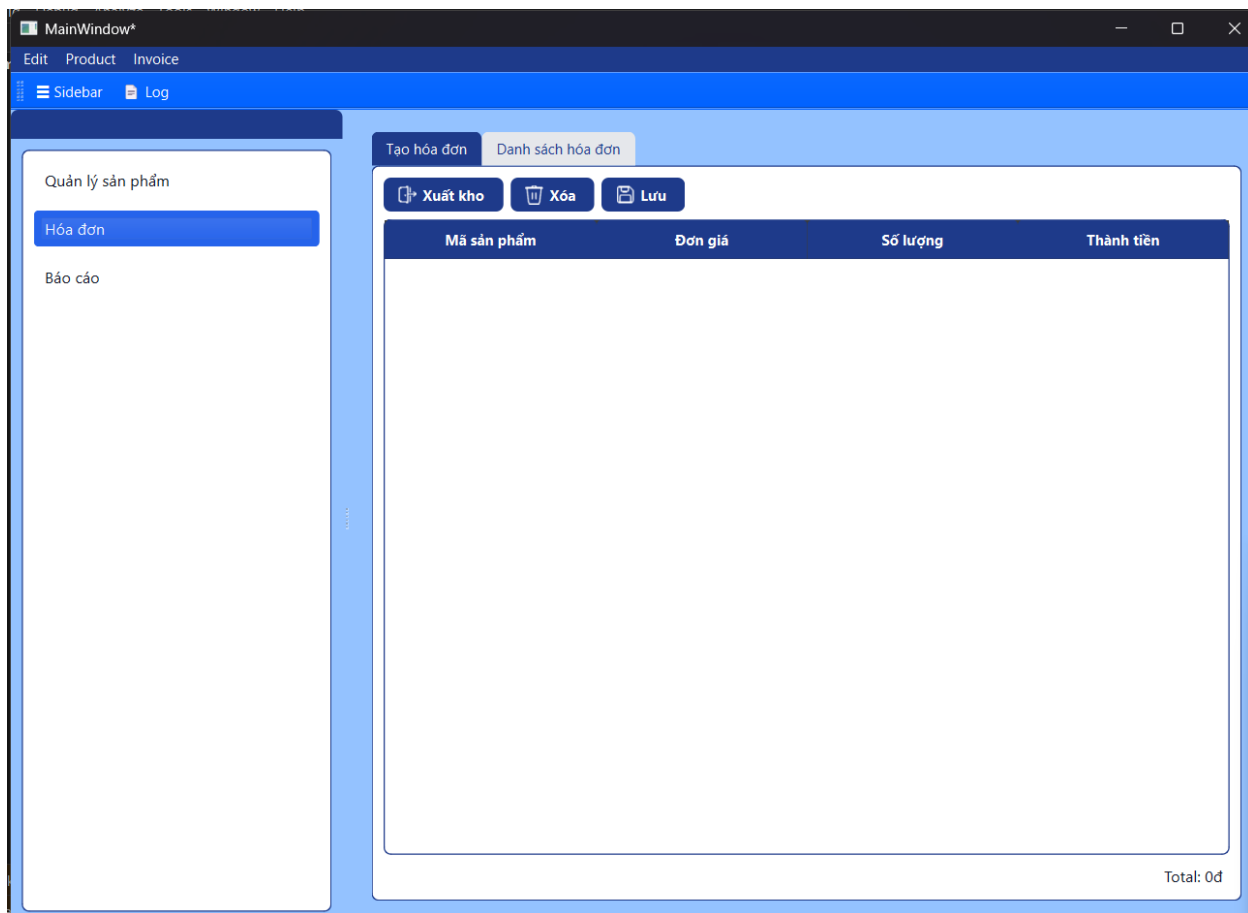 MainWindow*
Edit Product Invoice
Sidebar Log
Quản lý sản phẩm
Hóa đơn
Báo cáo
Tạo hóa đơn Danh sách hóa đơn
Xuất kho Xóa Lưu
Mã sản phẩm Đơn giá Số lượng Thành tiền
Total: 0đ